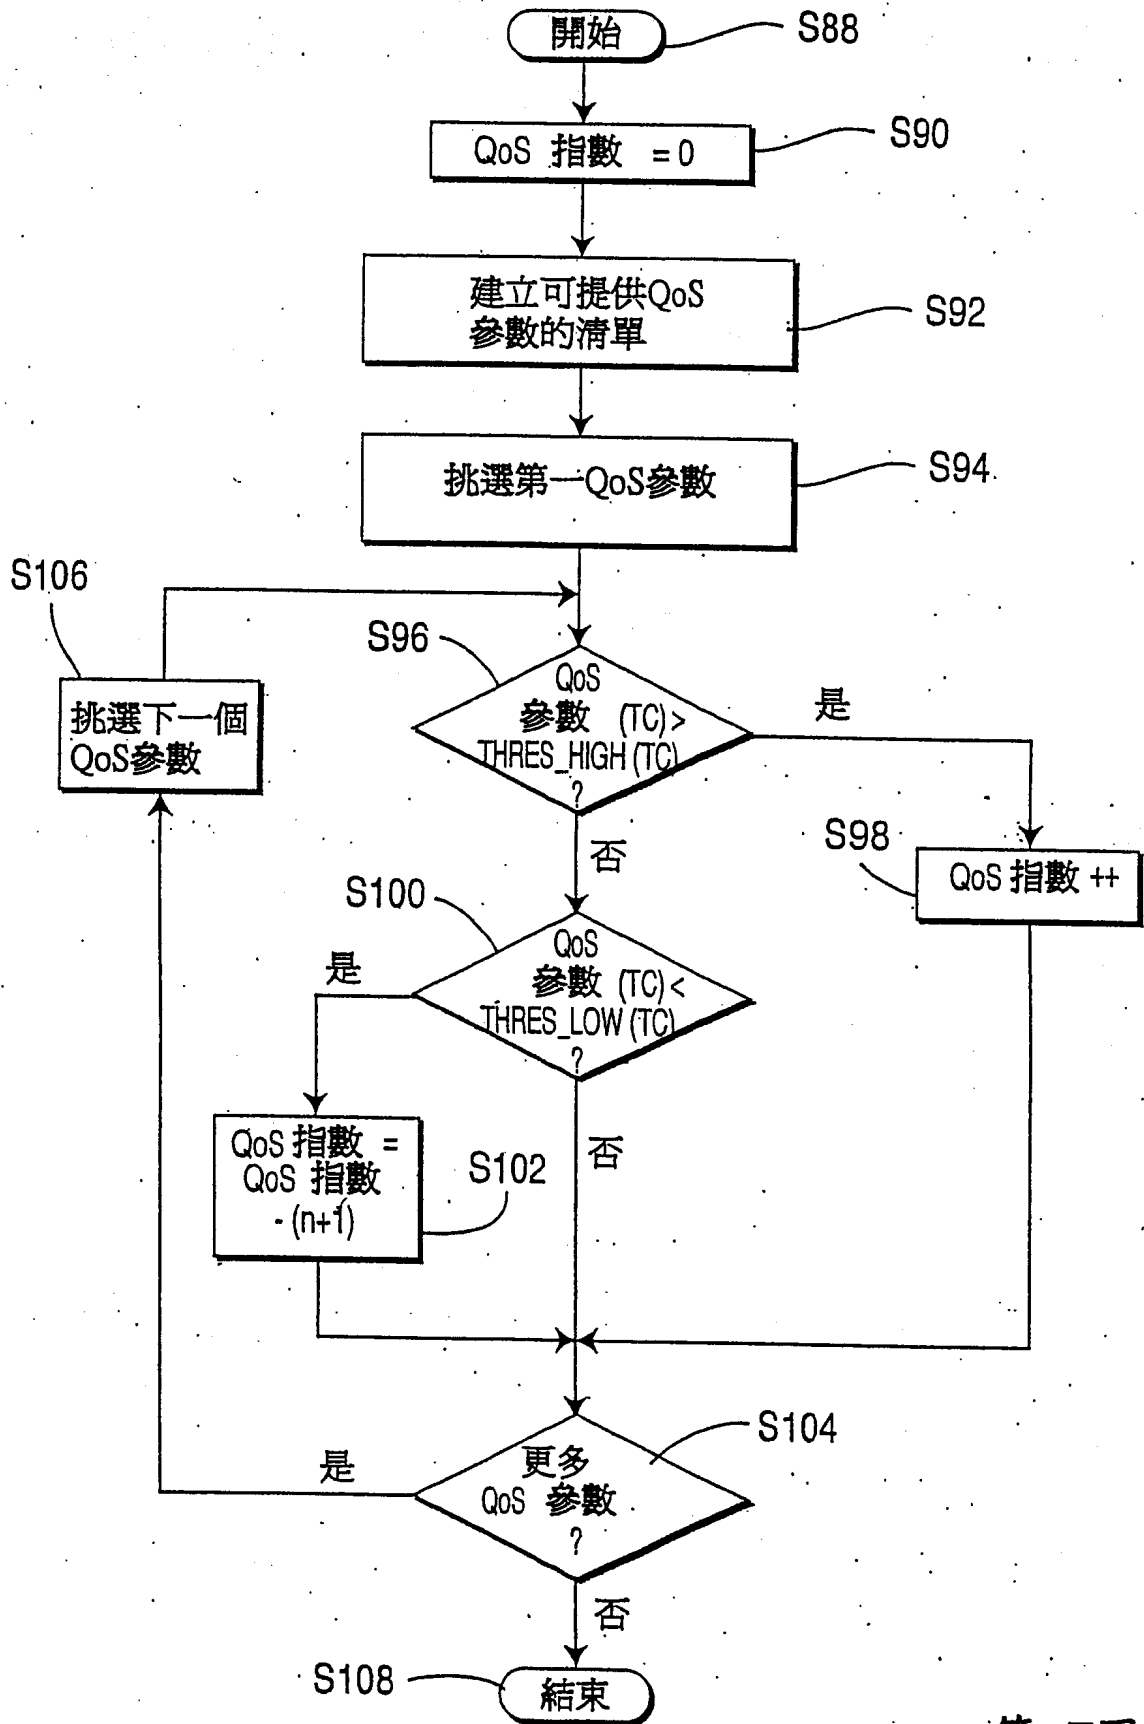 開始
S88
QoS 指數 = 0
S90
建立可提供QoS
參數的清單
S92
挑選第一QoS參數
S94
S106
挑選下一個
QoS參數
S96
QoS
參數 (TC) >
THRES_HIGH (TC)
?
是
否
S98
QoS 指數 ++
S100
QoS
參數 (TC) <
THRES_LOW (TC)
?
是
否
QoS 指數 =
QoS 指數
- (n+1)
S102
S104
更多
QoS 參數
?
是
否
S108
結束